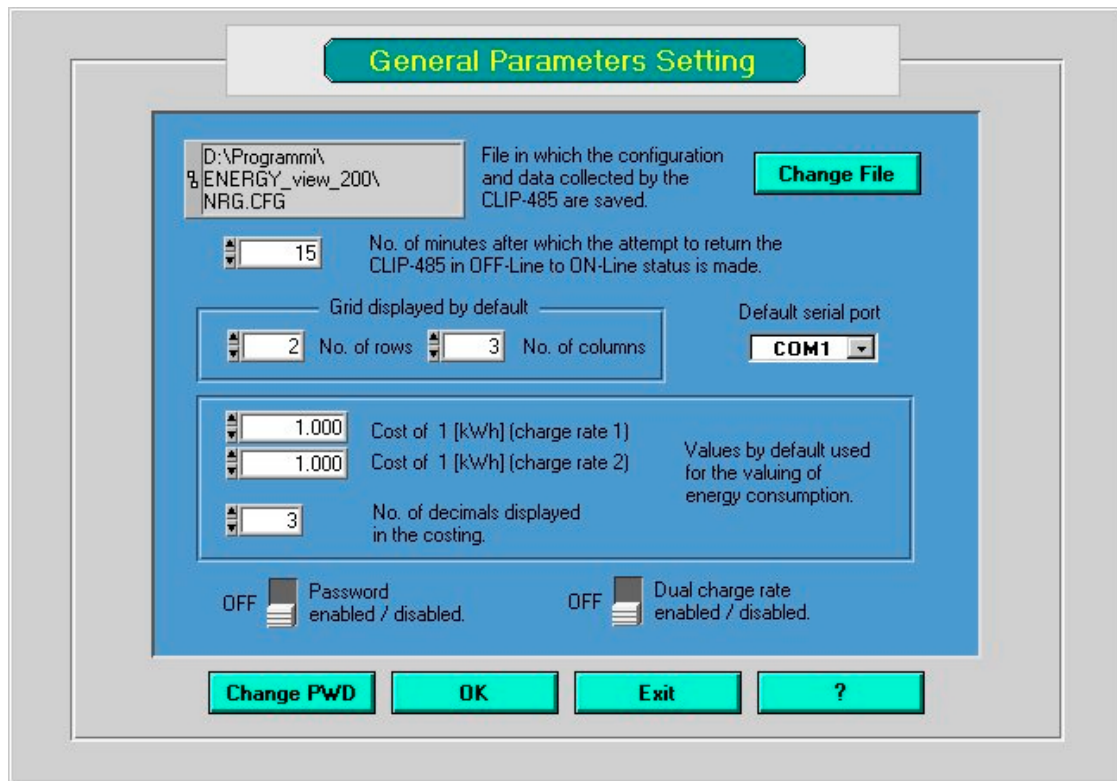 General Parameters Setting
D:\Programmi\
ENERGY_view_200\
NRG.CFG
File in which the configuration
and data collected by the
CLIP-485 are saved.
Change File
15
No. of minutes after which the attempt to return the
CLIP-485 in OFF-Line to ON-Line status is made.
Grid displayed by default
2 No. of rows 3 No. of columns
Default serial port
COM1
1.000 Cost of 1 [kWh] (charge rate 1)
1.000 Cost of 1 [kWh] (charge rate 2)
3 No. of decimals displayed
in the costing.
Values by default used
for the valuing of
energy consumption.
OFF Password
enabled / disabled.
OFF Dual charge rate
enabled / disabled.
Change PWD OK Exit ?